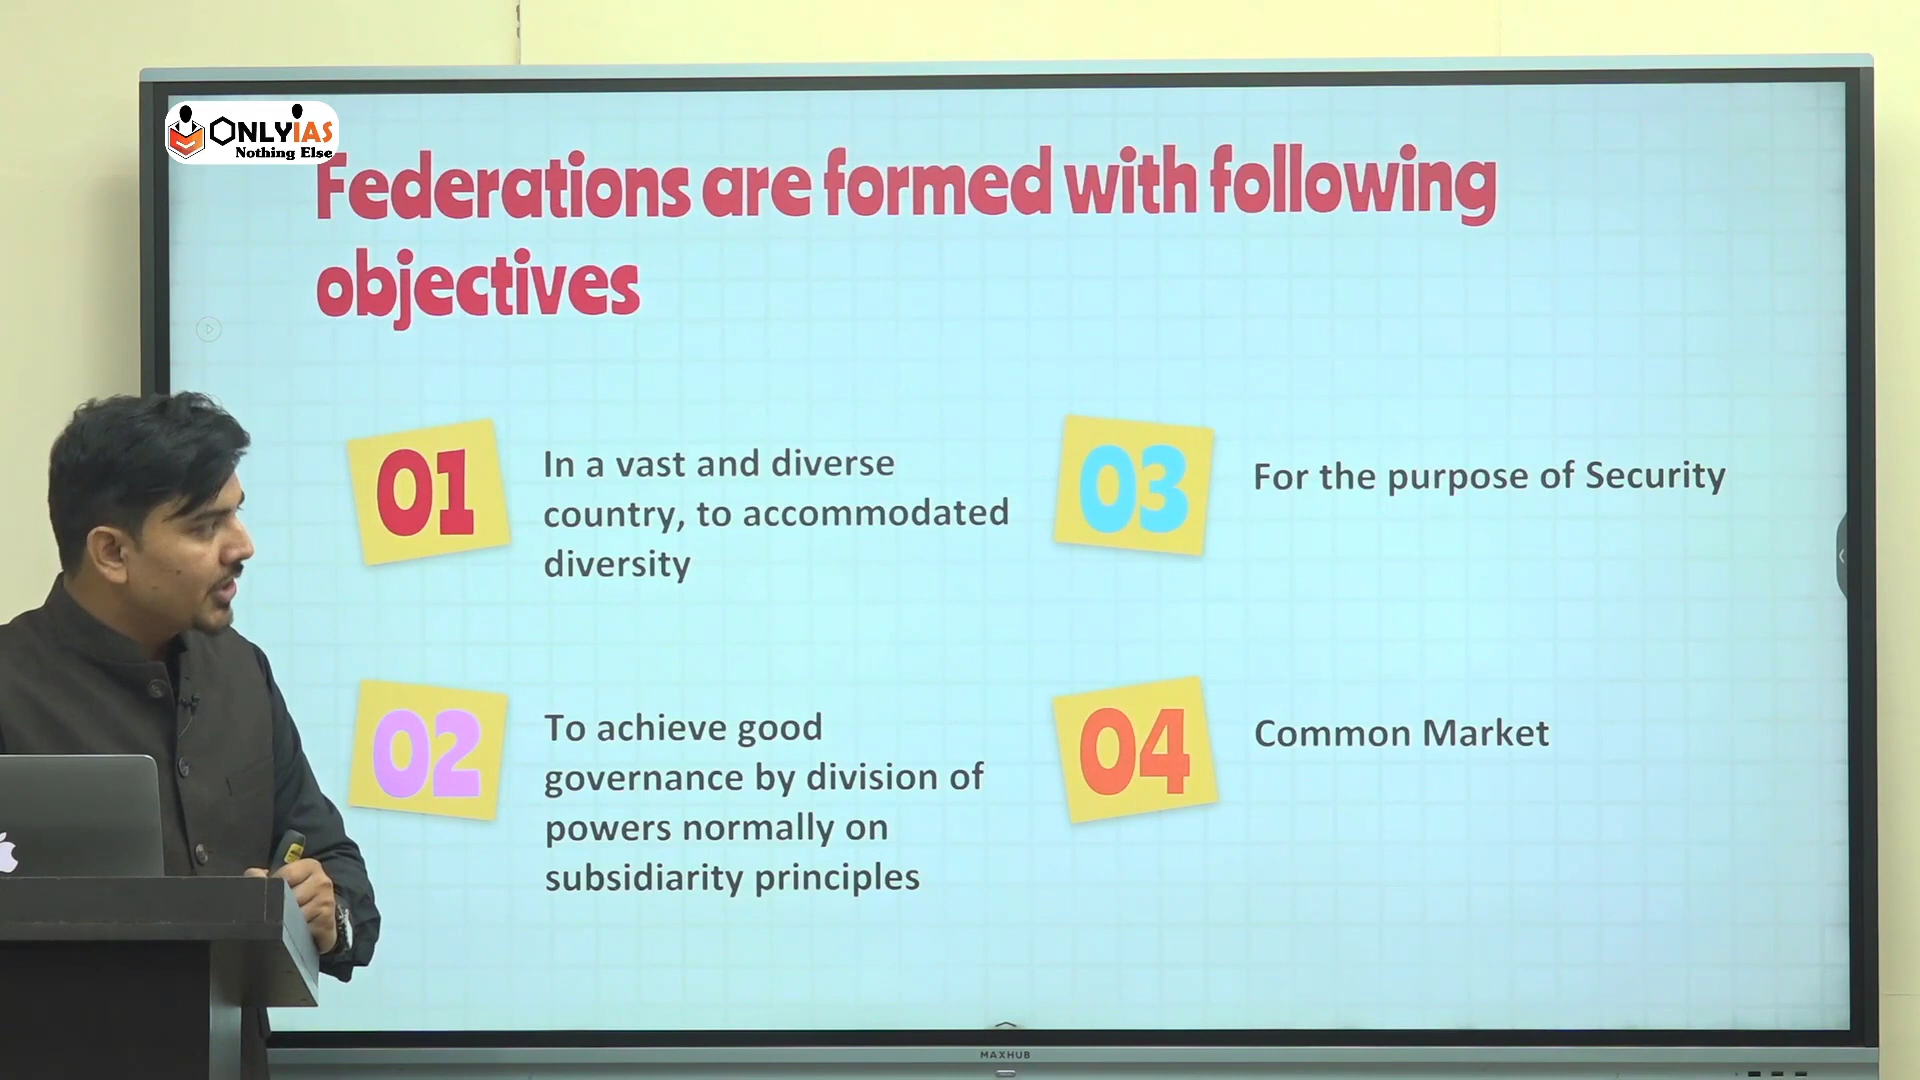 ONLYIAS
Nothing Else
Federations are formed with following
objectives
01
In a vast and diverse
country, to accommodated
diversity
02
To achieve good
governance by division of
powers normally on
subsidiarity principles
03
For the purpose of Security
04
Common Market
MAXHUB